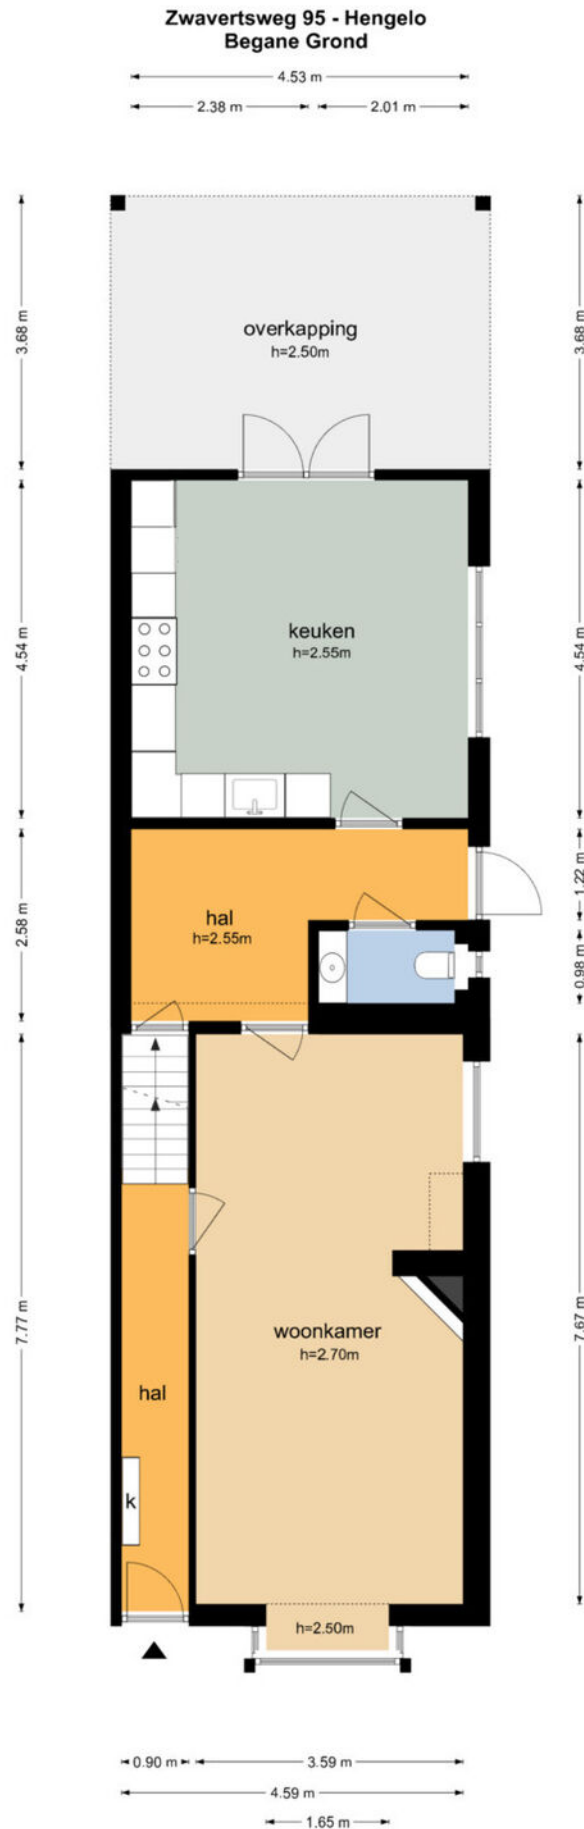 Zwavertsweg 95 - Hengelo
Begane Grond
4.53 m
2.38 m
2.01 m
3.68 m
3.68 m
overkapping
h=2.50m
4.54 m
4.54 m
keuken
h=2.55m
2.58 m
1.22 m
0.98 m
hal
h=2.55m
7.77 m
7.67 m
woonkamer
h=2.70m
hal
k
h=2.50m
0.90 m
3.59 m
4.59 m
1.65 m